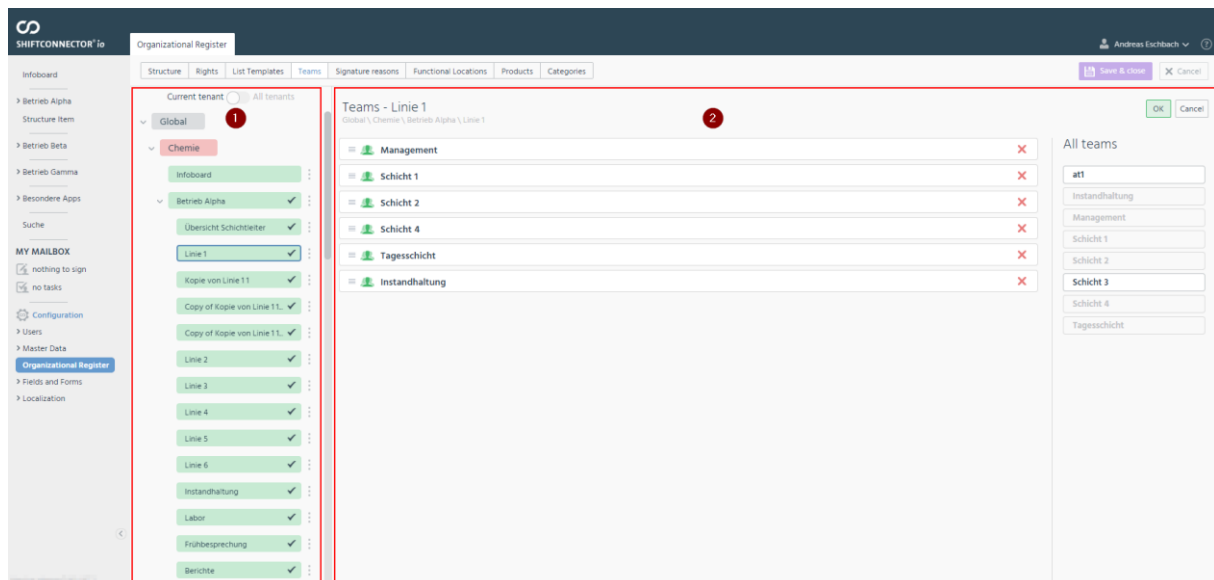 SHIFTCONNECTOR® io
Organizational Register
Andreas Eschbach
?
Infoboard
Betrieb Alpha
Structure Item
Betrieb Beta
Betrieb Gamma
Besondere Apps
Suche
MY MAILBOX
nothing to sign
no tasks
Configuration
Users
Master Data
Organizational Register
Fields and Forms
Localization
Structure Rights List Templates Teams Signature reasons Functional Locations Products Categories
Save & close Cancel
Current tenant All tenants
1
Global
Chemie
Infoboard
Betrieb Alpha
Übersicht Schichtleiter
Linie 1
Kopie von Linie 11
Copy of Kopie von Linie 11..
Copy of Kopie von Linie 11..
Linie 2
Linie 3
Linie 4
Linie 5
Linie 6
Instandhaltung
Labor
Frühbesprechung
Berichte
Teams - Linie 1
Global \ Chemie \ Betrieb Alpha \ Linie 1
2
OK Cancel
Management
Schicht 1
Schicht 2
Schicht 4
Tagesschicht
Instandhaltung
All teams
at1
Instandhaltung
Management
Schicht 1
Schicht 2
Schicht 3
Schicht 4
Tagesschicht